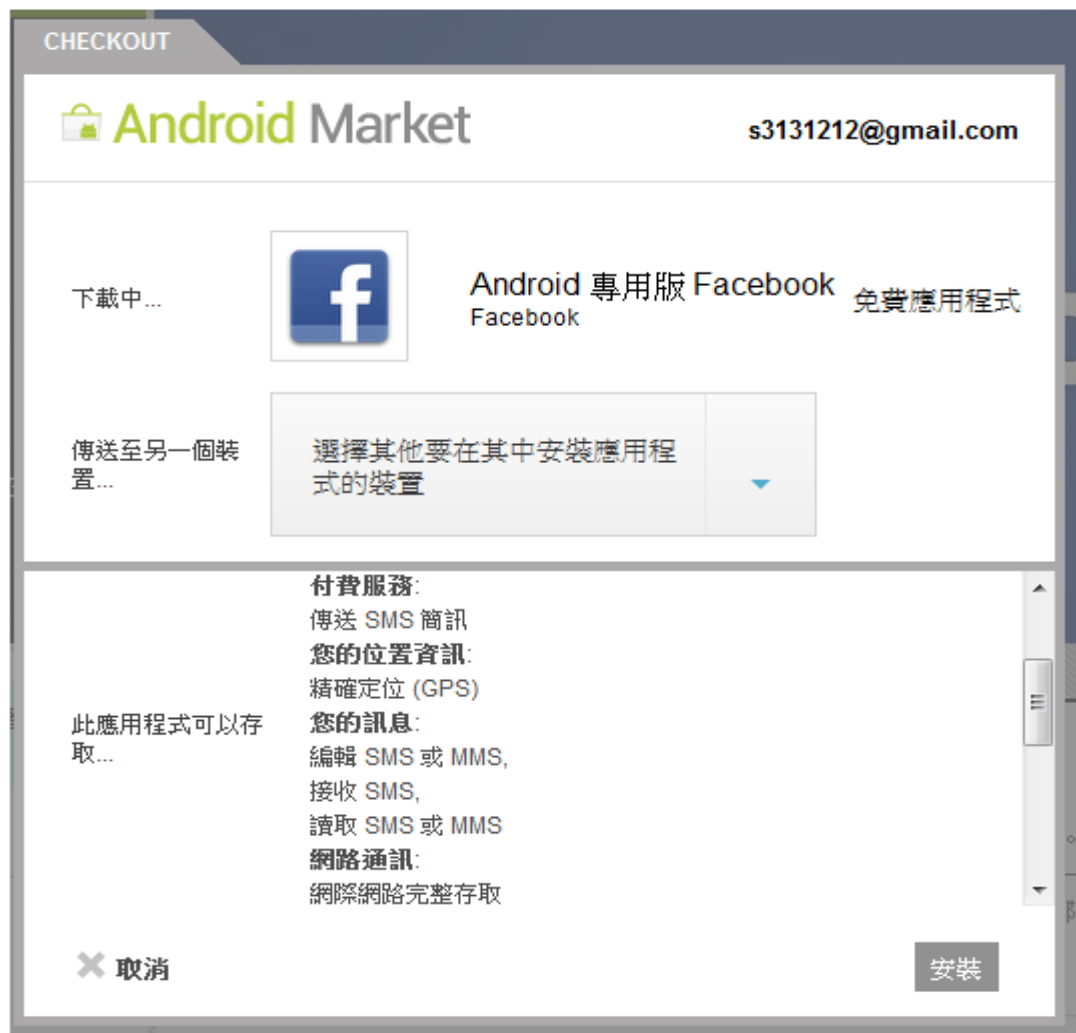 CHECKOUT
Android Market
s3131212@gmail.com
下載中...
Android 專用版 Facebook
Facebook
免費應用程式
傳送至另一個裝
置...
選擇其他要在其中安裝應用程
式的裝置
此應用程式可以存
取...
付費服務:
傳送 SMS 簡訊
您的位置資訊:
精確定位 (GPS)
您的訊息:
編輯 SMS 或 MMS,
接收 SMS,
讀取 SMS 或 MMS
網路通訊:
網際網路完整存取
取消
安裝